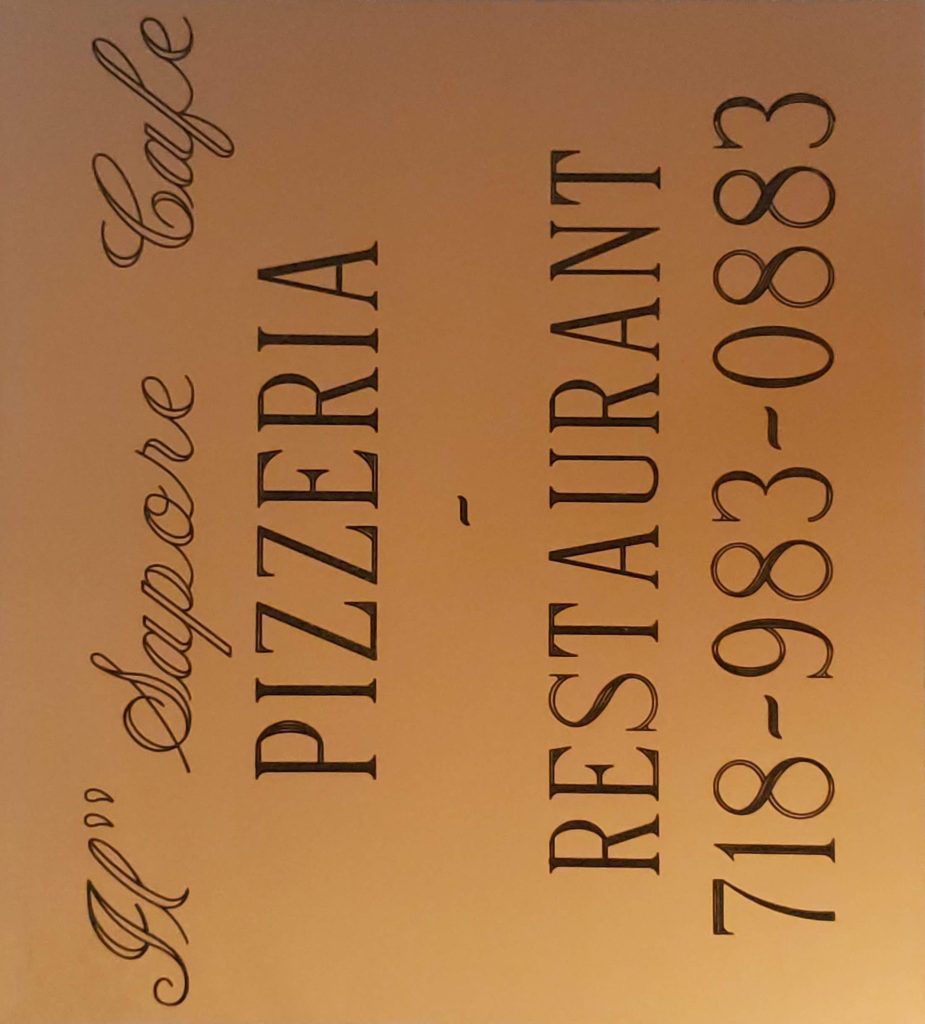 Il" Sapore Cafe
PIZZERIA
-
RESTAURANT
718-983-0883